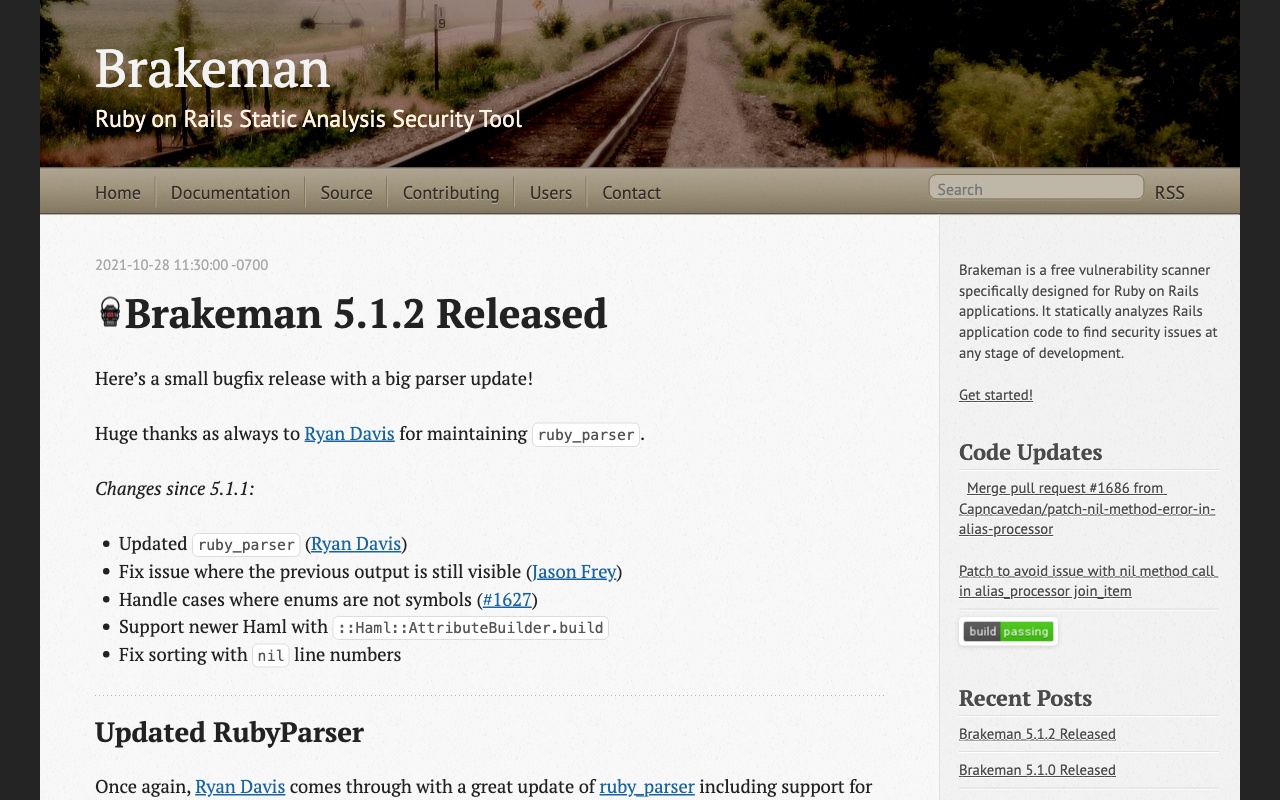 Brakeman
Ruby on Rails Static Analysis Security Tool
Home
Documentation
Source
Contributing
Users
Contact
Search
RSS
2021-10-28 11:30:00 -0700
Brakeman 5.1.2 Released
Here’s a small bugfix release with a big parser update!
Huge thanks as always to Ryan Davis for maintaining ruby_parser.
Changes since 5.1.1:
Updated ruby_parser (Ryan Davis)
Fix issue where the previous output is still visible (Jason Frey)
Handle cases where enums are not symbols (#1627)
Support newer Haml with ::Haml::AttributeBuilder.build
Fix sorting with nil line numbers
Updated RubyParser
Once again, Ryan Davis comes through with a great update of ruby_parser including support for
Brakeman is a free vulnerability scanner
specifically designed for Ruby on Rails
applications. It statically analyzes Rails
application code to find security issues at
any stage of development.
Get started!
Code Updates
Merge pull request #1686 from
Capncavedan/patch-nil-method-error-in-
alias-processor
Patch to avoid issue with nil method call
in alias_processor join_item
build passing
Recent Posts
Brakeman 5.1.2 Released
Brakeman 5.1.0 Released